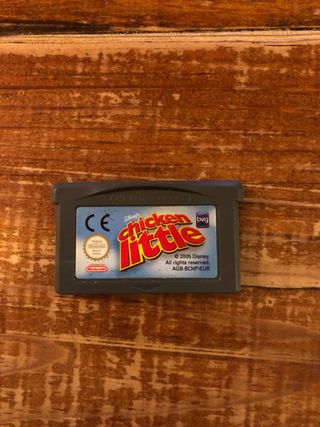 CE
Disney's
chicken
little
bvg
© 2005 Disney.
All rights reserved.
AGB-BCHP-EUR
Nintendo